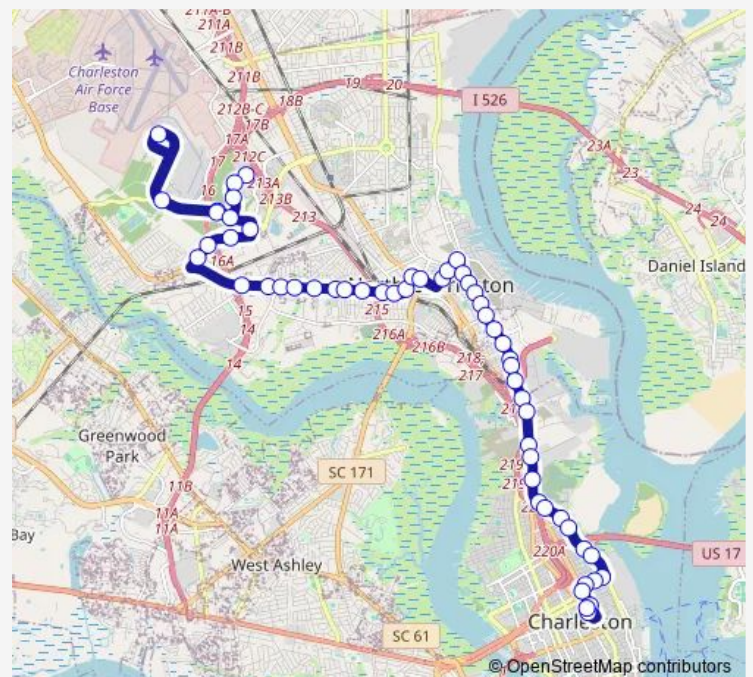 211A-B
211A
211B
211B
Charleston
Air Force
Base
19
20
18B
I 526
212B-C
17B
17A
17
212C
23A
16
213A
213B
23
213
24
24
16A
Daniel Island
215
15
14
216A
216B
218
217
14
Greenwood
Park
SC 171
219
11B
11A
11A
Bay
220A
US 17
West Ashley
Charleston
SC 61
© OpenStreetMap contributors